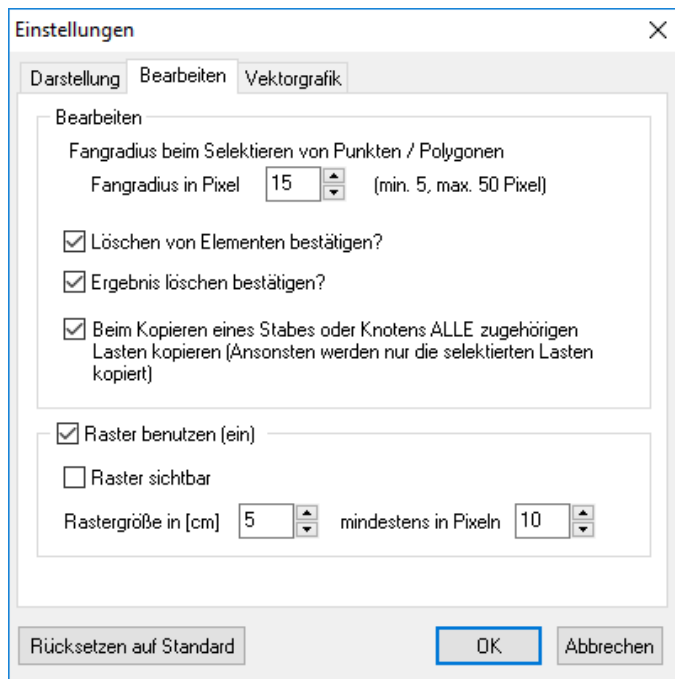 Einstellungen
Darstellung Bearbeiten Vektorgrafik
Bearbeiten
Fangradius beim Selektieren von Punkten / Polygonen
Fangradius in Pixel 15 (min. 5, max. 50 Pixel)
Löschen von Elementen bestätigen?
Ergebnis löschen bestätigen?
Beim Kopieren eines Stabes oder Knotens ALLE zugehörigen
Lasten kopieren (Ansonsten werden nur die selektierten Lasten
kopiert)
Raster benutzen (ein)
Raster sichtbar
Rastergröße in [cm] 5 mindestens in Pixeln 10
Rücksetzen auf Standard OK Abbrechen